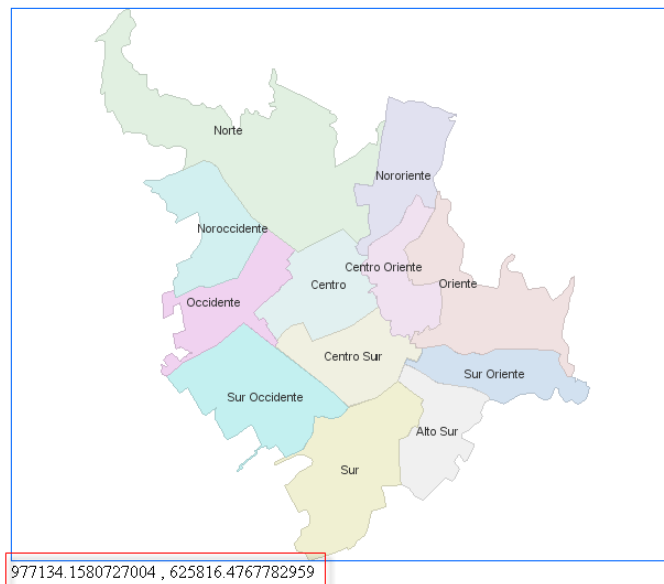 Norte
Nororiente
Noroccidente
Centro Oriente
Centro
Oriente
Occidente
Centro Sur
Sur Oriente
Sur Occidente
Alto Sur
Sur
977134.1580727004 , 625816.4767782959